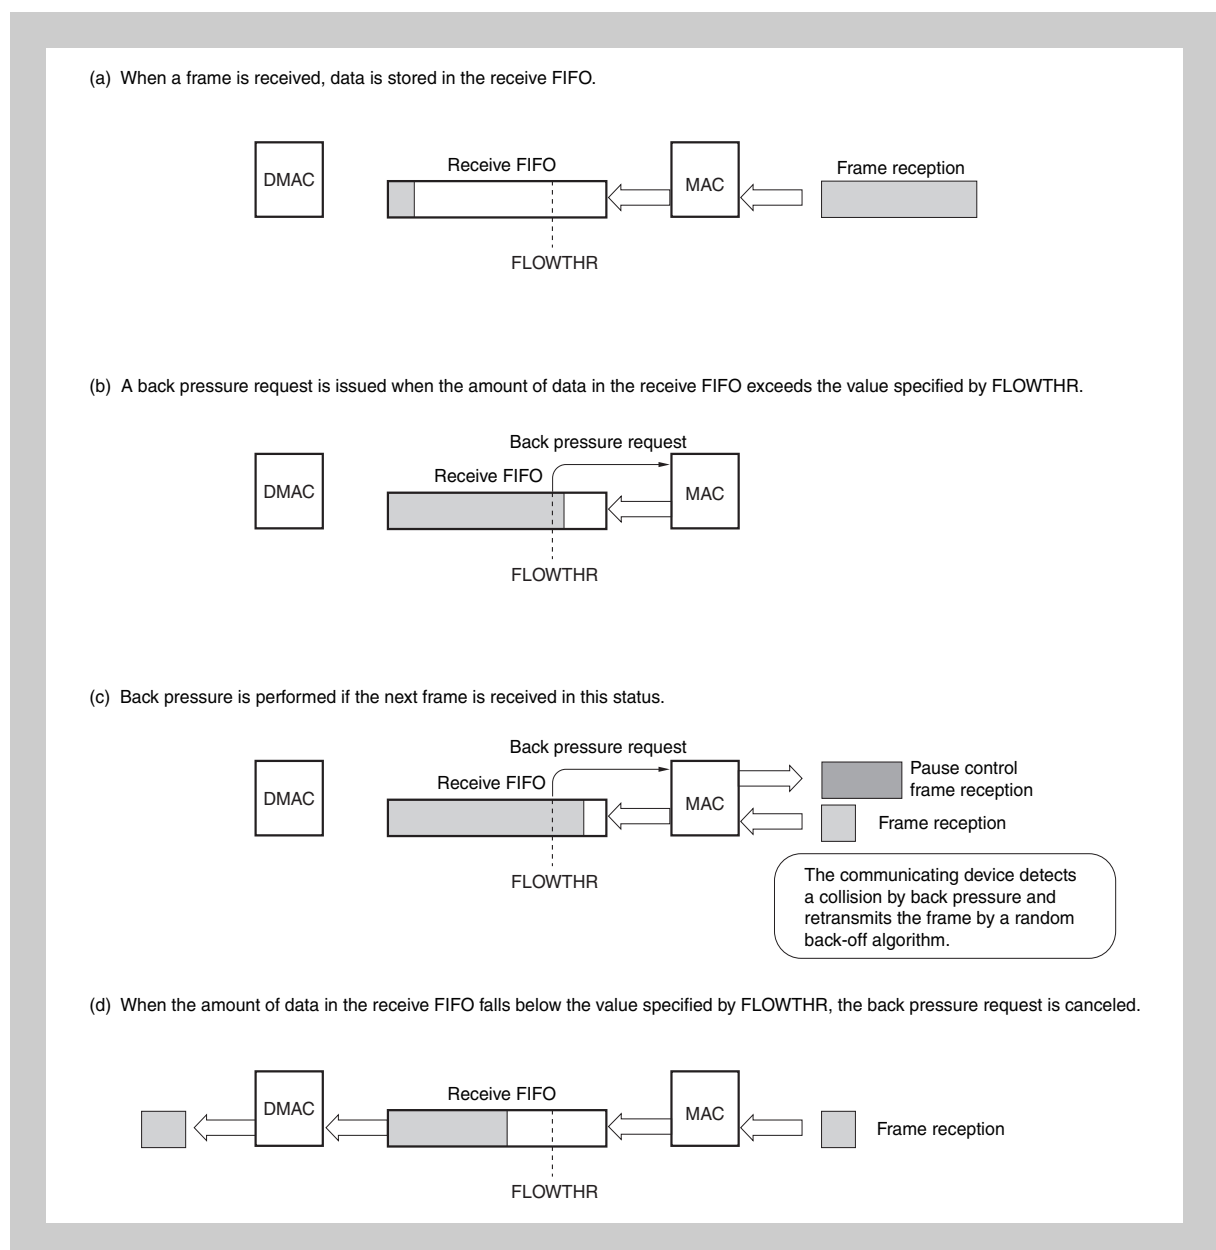 (a) When a frame is received, data is stored in the receive FIFO.
DMAC
Receive FIFO
MAC
Frame reception
FLOWTHR
(b) A back pressure request is issued when the amount of data in the receive FIFO exceeds the value specified by FLOWTHR.
Back pressure request
DMAC
Receive FIFO
MAC
FLOWTHR
(c) Back pressure is performed if the next frame is received in this status.
Back pressure request
DMAC
Receive FIFO
MAC
Pause control
frame reception
Frame reception
FLOWTHR
The communicating device detects
a collision by back pressure and
retransmits the frame by a random
back-off algorithm.
(d) When the amount of data in the receive FIFO falls below the value specified by FLOWTHR, the back pressure request is canceled.
DMAC
Receive FIFO
MAC
Frame reception
FLOWTHR